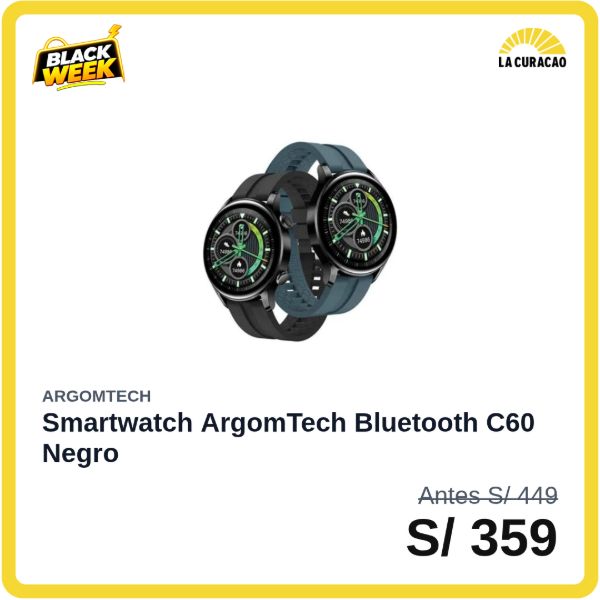 BLACK
WEEK
LA CURACAO
ARGOMTECH
Smartwatch ArgomTech Bluetooth C60
Negro
Antes S/ 449
S/ 359